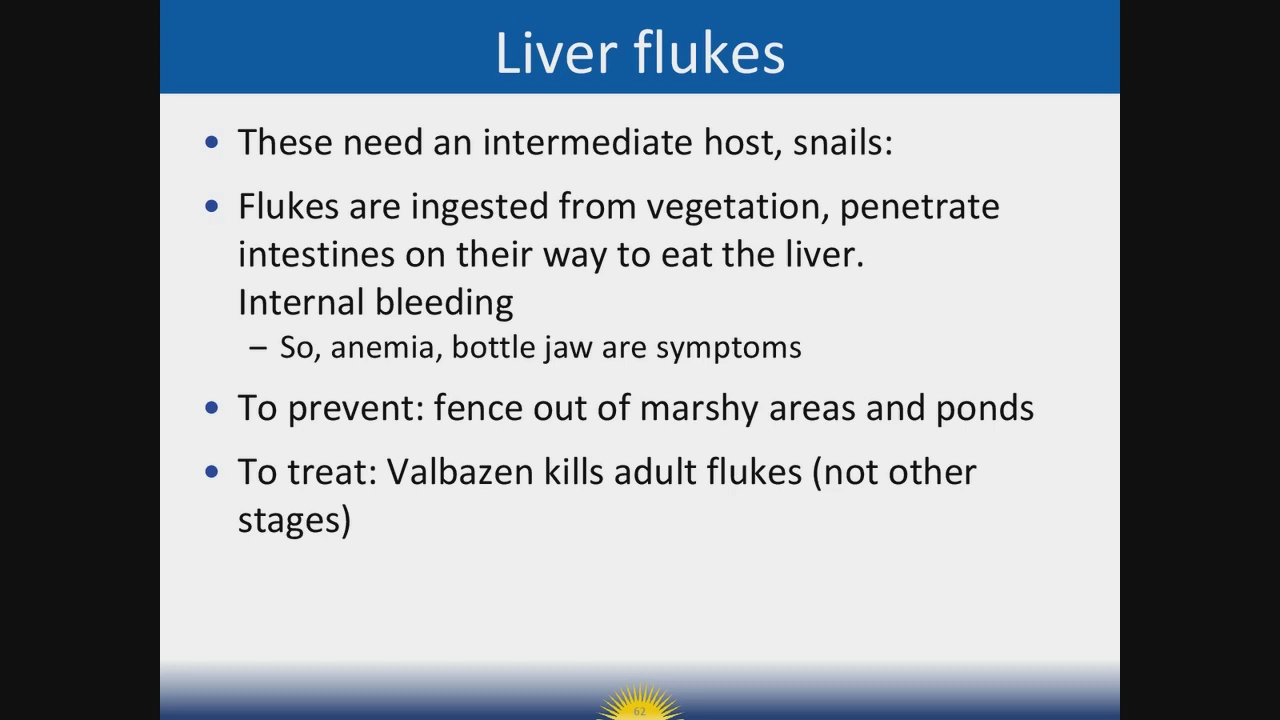 Liver flukes
• These need an intermediate host, snails:
• Flukes are ingested from vegetation, penetrate
intestines on their way to eat the liver.
Internal bleeding
– So, anemia, bottle jaw are symptoms
• To prevent: fence out of marshy areas and ponds
• To treat: Valbazen kills adult flukes (not other
stages)
62